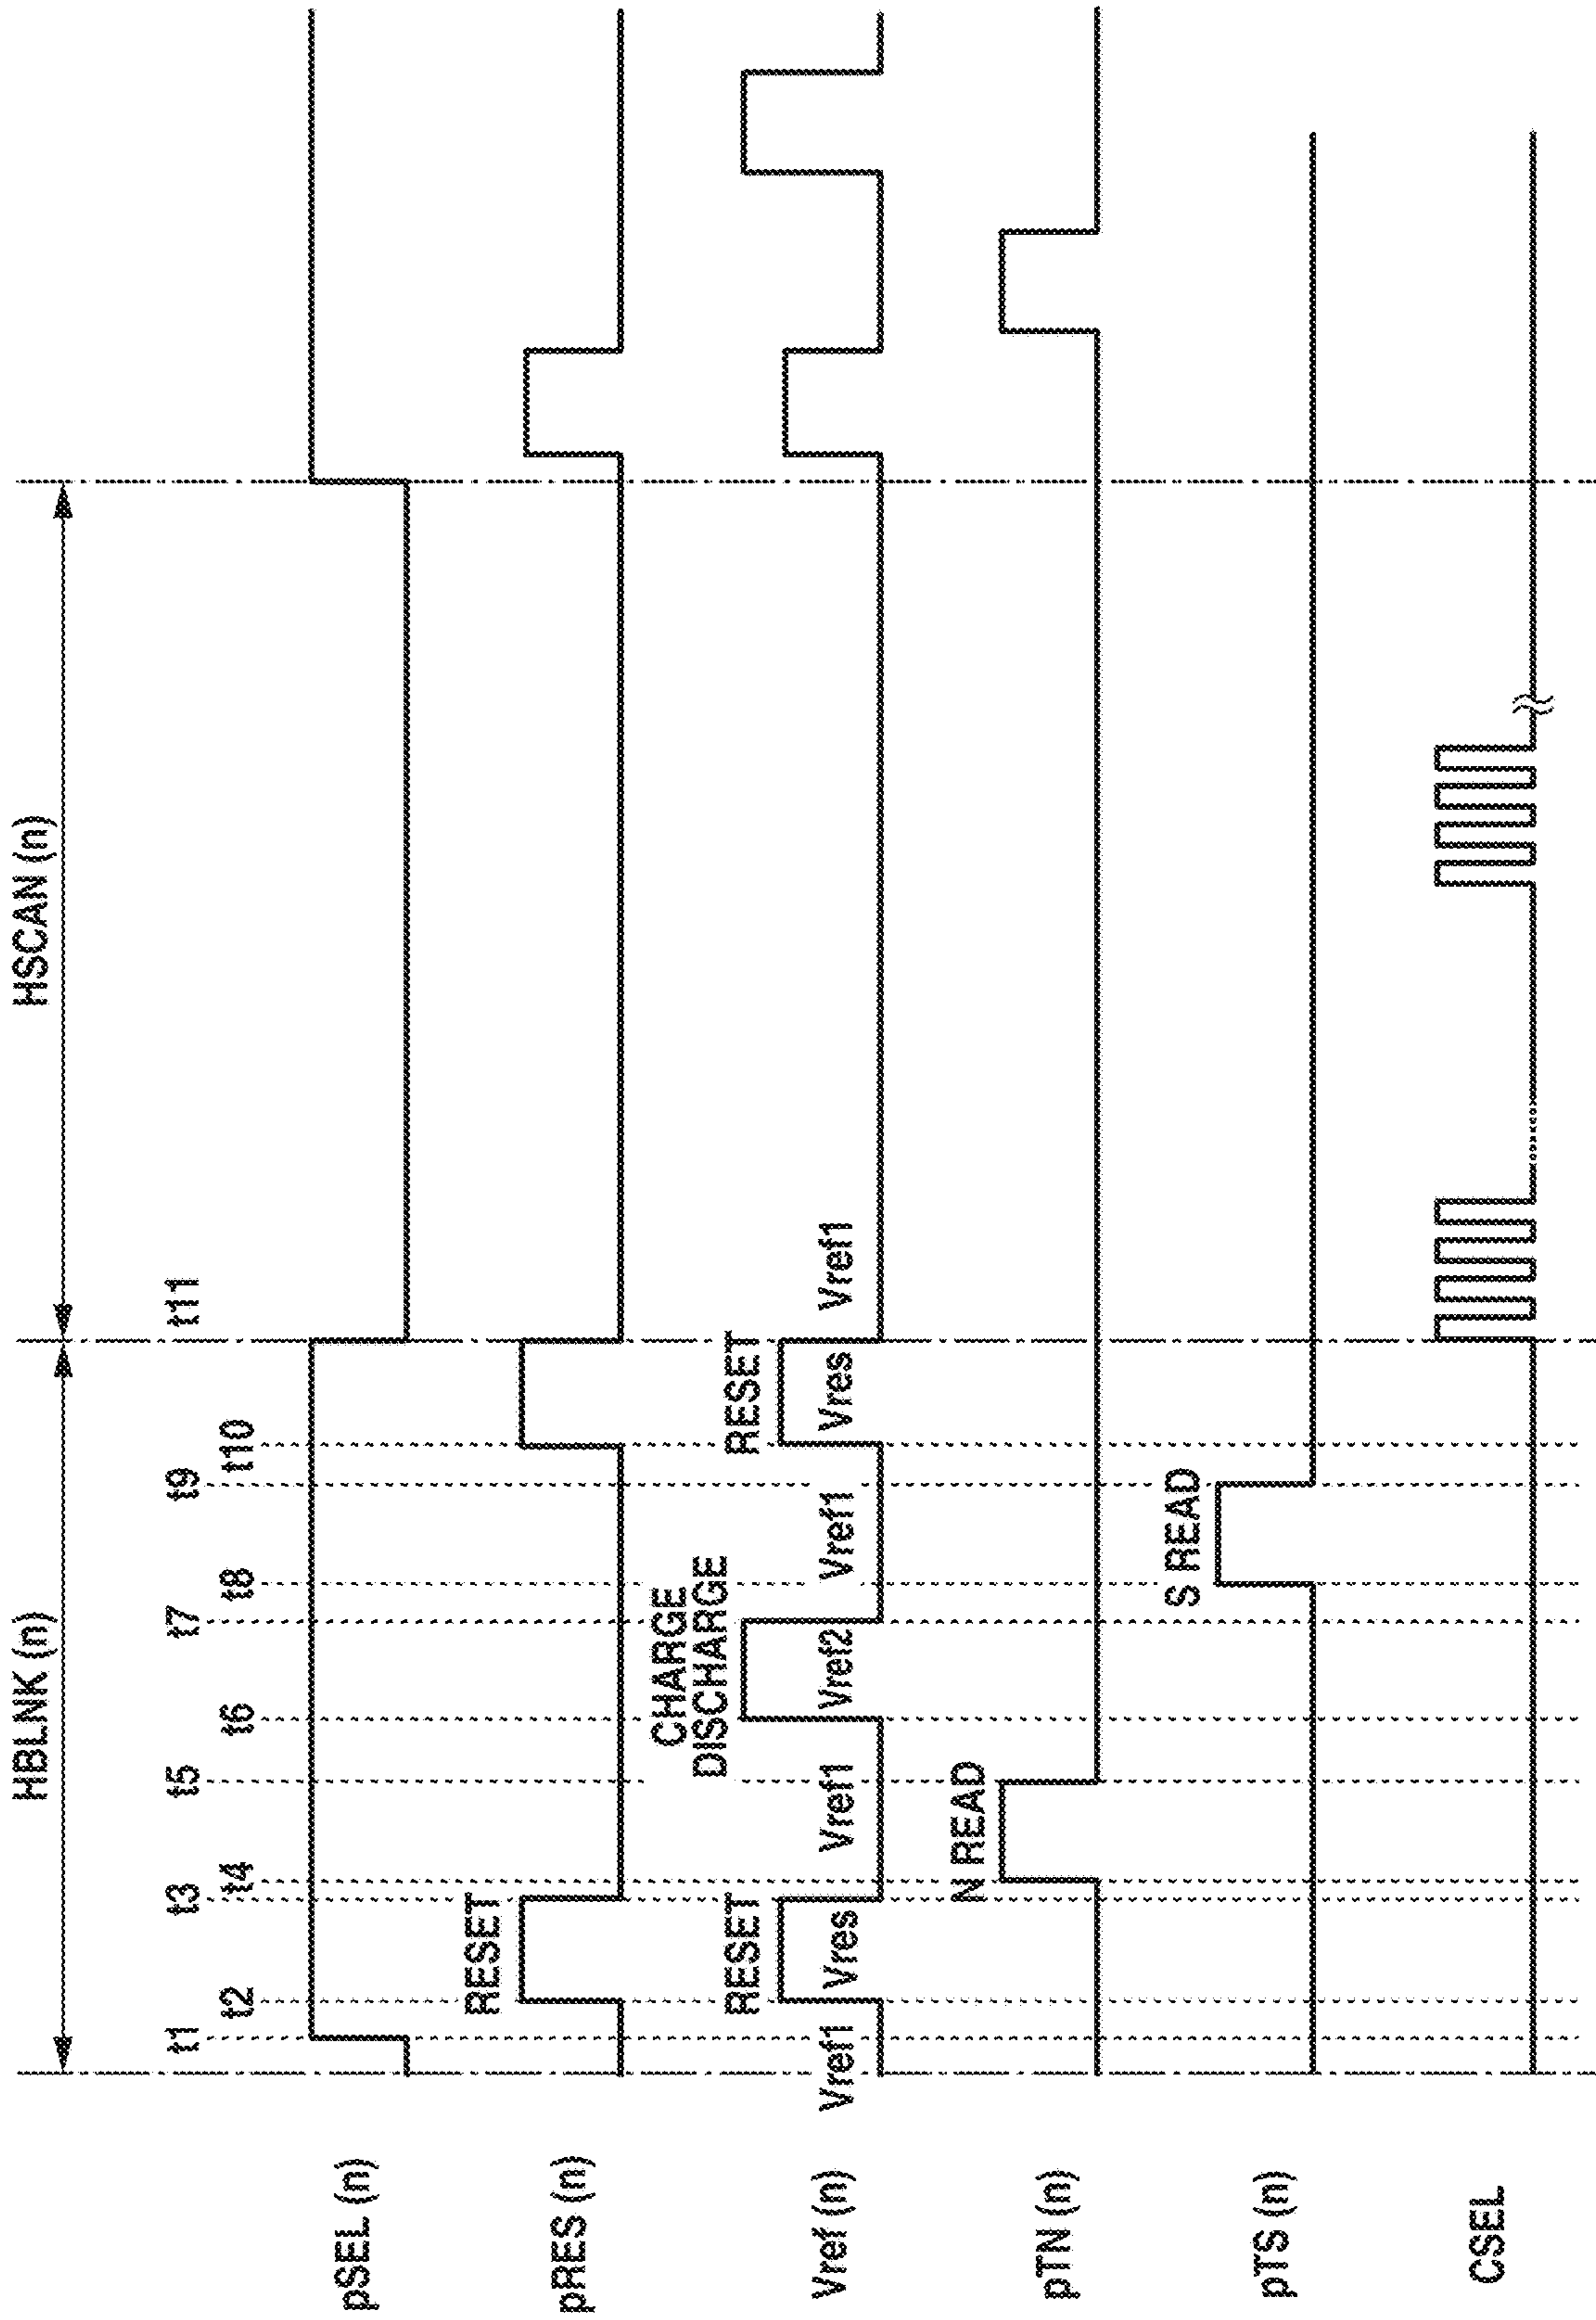 HBLNK (n)
HSCAN (n)
t1
t3
t5
t7
t9
t11
t2
t4
t6
t8
t10
pSEL (n)
RESET
pRES (n)
CHARGE
DISCHARGE
RESET
RESET
Vref (n)
Vref1
Vres
Vref1
Vref2
Vref1
Vres
Vref1
N READ
pTN (n)
S READ
pTS (n)
CSEL